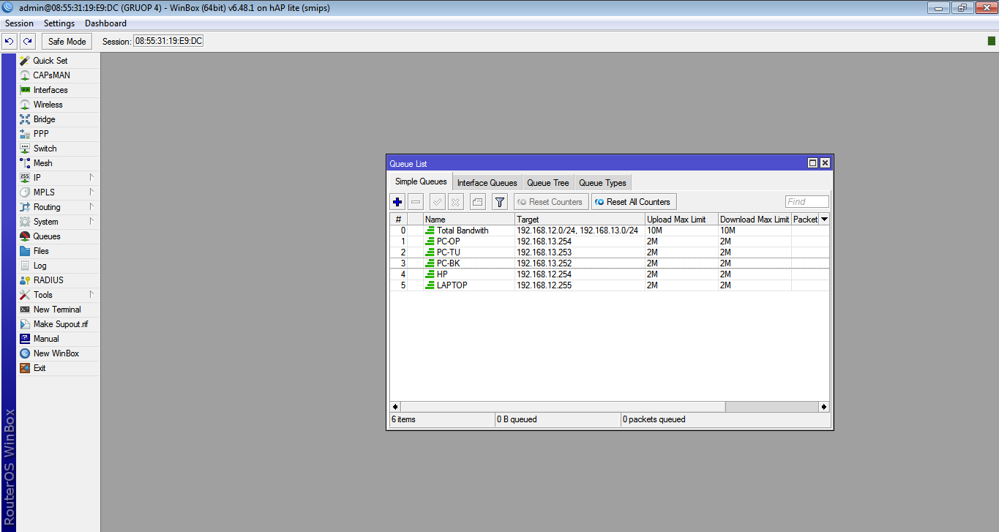 admin@08:55:31:19:E9:DC (GRUOP 4) - WinBox (64bit) v6.48.1 on hAP lite (smips)
Session Settings Dashboard
Safe Mode Session: 08:55:31:19:E9:DC
Quick Set
CAPsMAN
Interfaces
Wireless
Bridge
PPP
Switch
Mesh
IP
MPLS
Routing
System
Queues
Files
Log
RADIUS
Tools
New Terminal
Make Supout.rif
Manual
New WinBox
Exit
RouterOS WinBox
Queue List
Simple Queues Interface Queues Queue Tree Queue Types
Reset Counters Reset All Counters Find
# Name Target Upload Max Limit Download Max Limit Packet
0 Total Bandwith 192.168.12.0/24, 192.168.13.0/24 10M 10M
1 PC-OP 192.168.13.254 2M 2M
2 PC-TU 192.168.13.253 2M 2M
3 PC-BK 192.168.13.252 2M 2M
4 HP 192.168.12.254 2M 2M
5 LAPTOP 192.168.12.255 2M 2M
6 items 0 B queued 0 packets queued